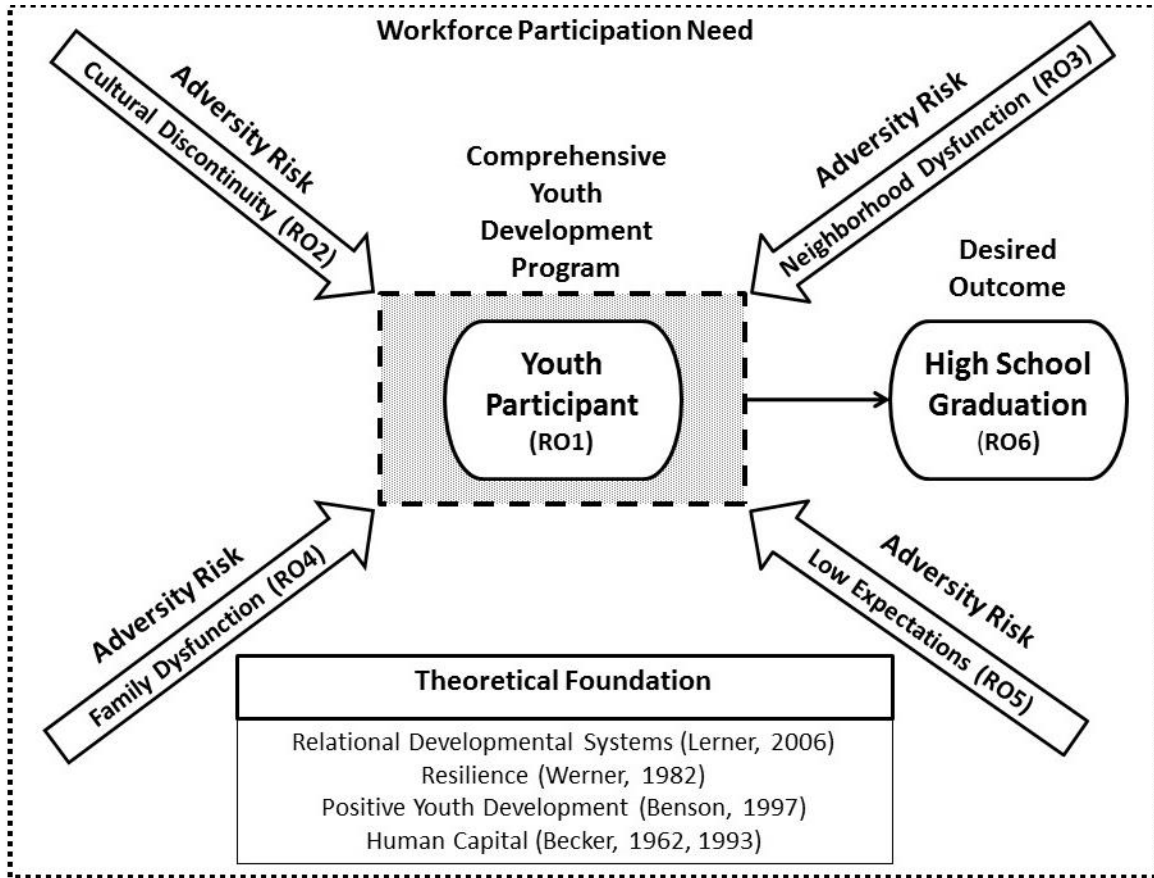 Workforce Participation Need
Adversity Risk
Cultural Discontinuity (RO2)
Adversity Risk
Neighborhood Dysfunction (RO3)
Comprehensive
Youth
Development
Program
Desired
Outcome
Youth
Participant
(RO1)
High School
Graduation
(RO6)
Adversity Risk
Family Dysfunction (RO4)
Adversity Risk
Low Expectations (RO5)
Theoretical Foundation
Relational Developmental Systems (Lerner, 2006)
Resilience (Werner, 1982)
Positive Youth Development (Benson, 1997)
Human Capital (Becker, 1962, 1993)